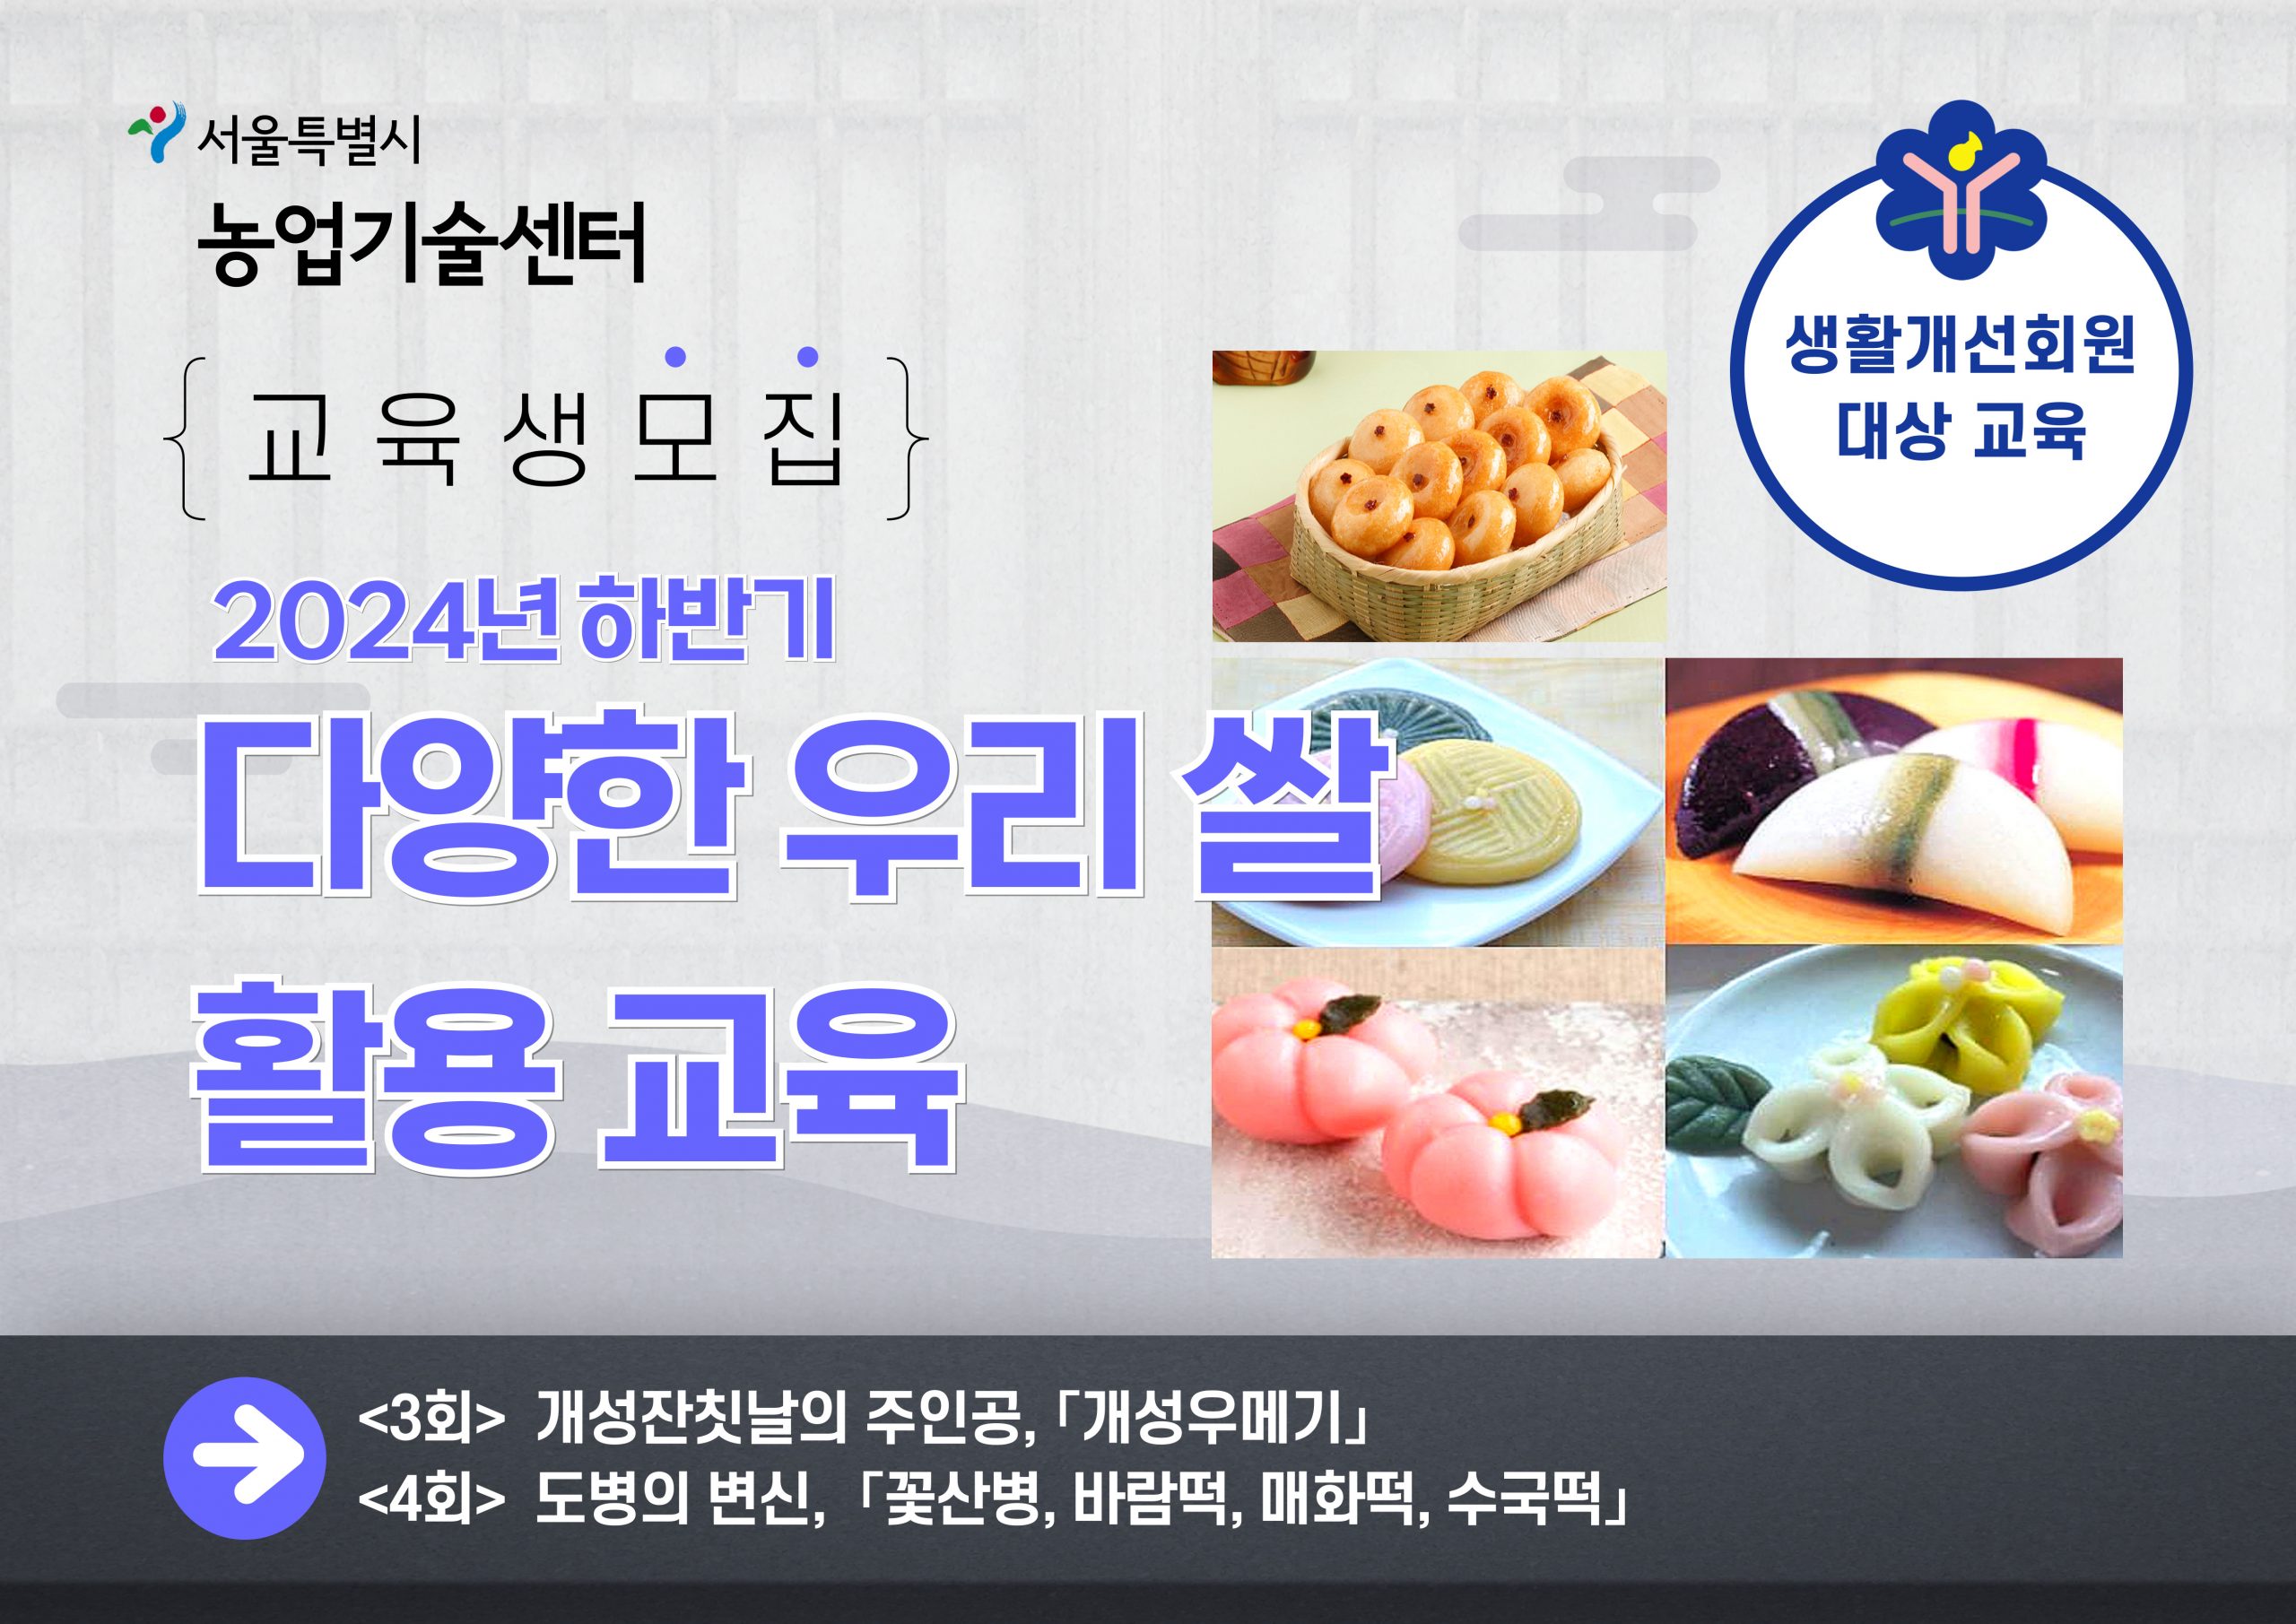 서울특별시
농업기술센터
생활개선회원
대상 교육
교육생모집
2024년 하반기
다양한 우리 쌀
활용 교육
<3회> 개성잔칫날의 주인공, 「개성우메기」
<4회> 도병의 변신, 「꽃산병, 바람떡, 매화떡, 수국떡」